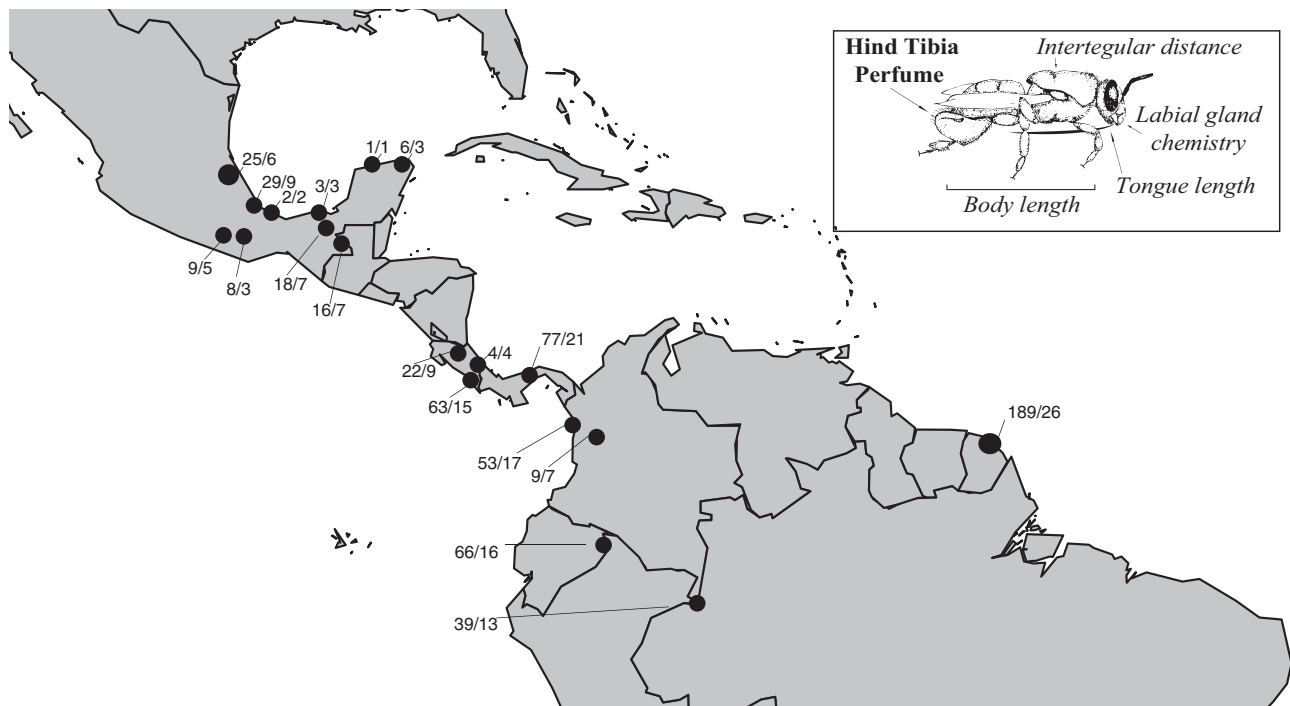 Hind Tibia
Perfume
Intertegular distance
Labial gland
chemistry
Tongue length
Body length
25/6
29/9
2/2
3/3
1/1
6/3
9/5
8/3
18/7
16/7
22/9
4/4
77/21
63/15
53/17
9/7
189/26
66/16
39/13